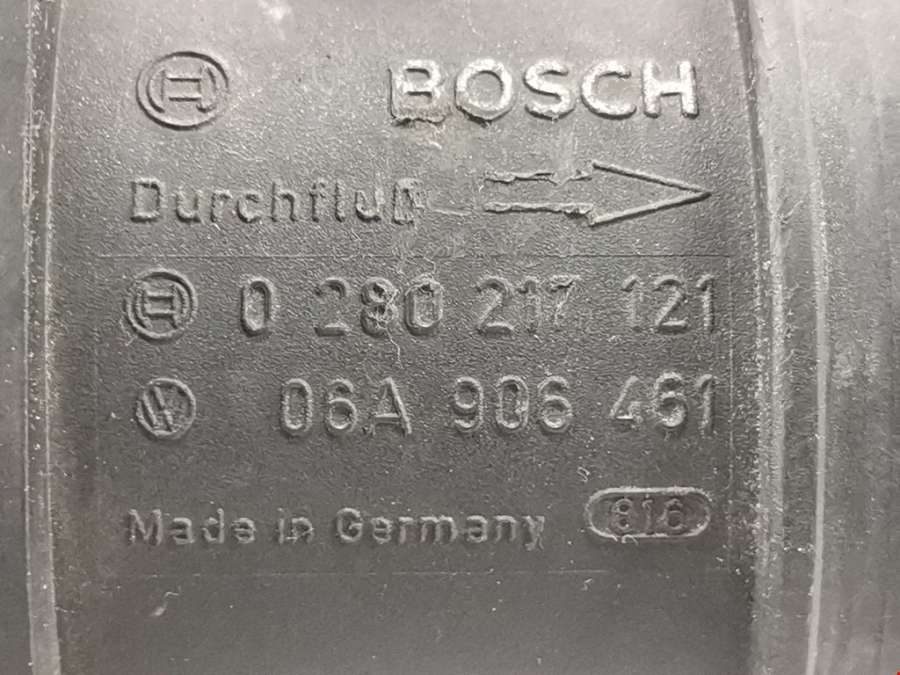 BOSCH
Durchfluß
0 280 217 121
06A 906 461
Made in Germany 816